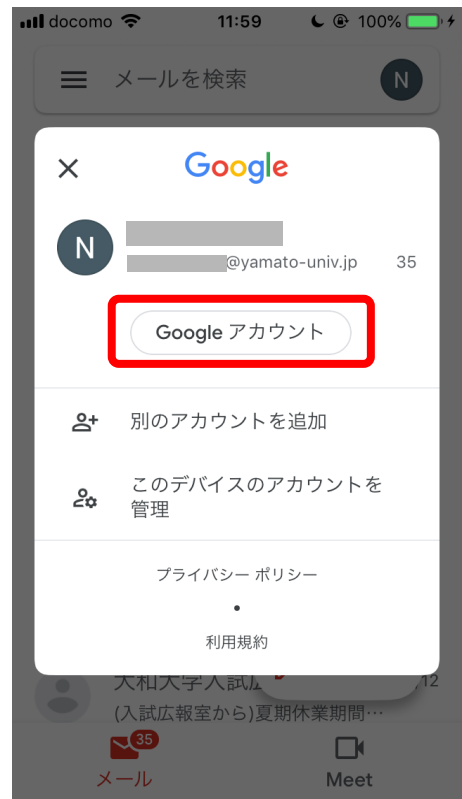 docomo 11:59 100%
メールを検索 N
Google
N
@yamato-univ.jp 35
Google アカウント
別のアカウントを追加
このデバイスのアカウントを
管理
プライバシー ポリシー
•
利用規約
大和大学入試広 12
(入試広報室から)夏期休業期間…
35
メール Meet